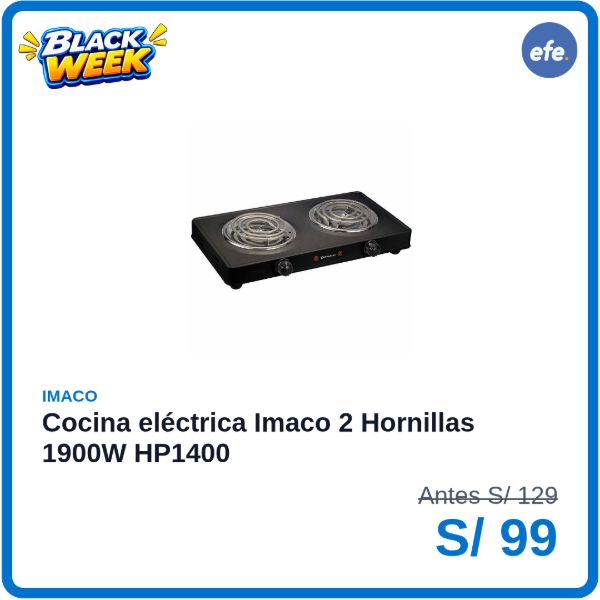 BLACK
WEEK
efe.
IMACO
Cocina eléctrica Imaco 2 Hornillas
1900W HP1400
Antes S/ 129
S/ 99